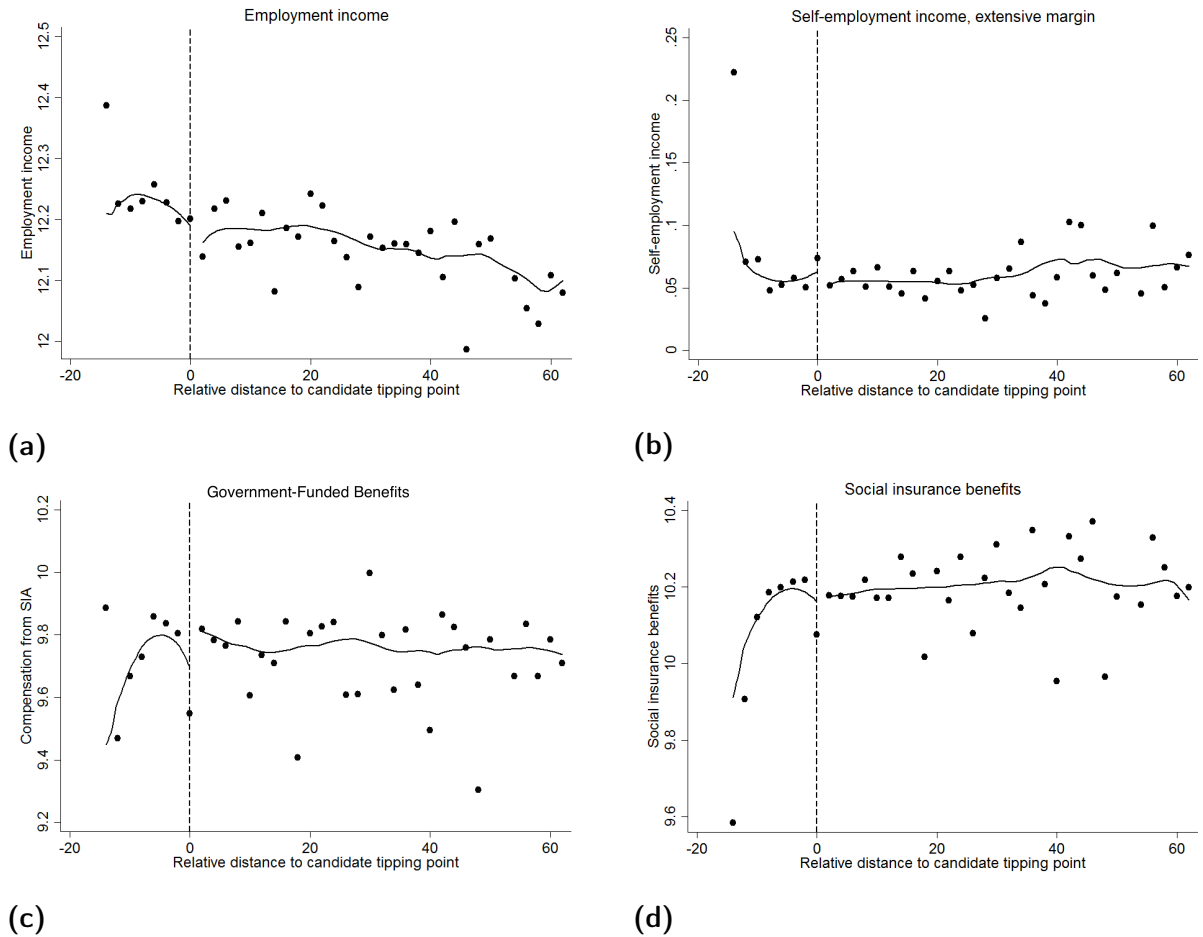 Employment income
Employment income
12 12.1 12.2 12.3 12.4 12.5
-20 0 20 40 60
Relative distance to candidate tipping point
(a)
Self-employment income, extensive margin
Self-employment income
0 .05 .1 .15 .2 .25
-20 0 20 40 60
Relative distance to candidate tipping point
(b)
Government-Funded Benefits
Compensation from SIA
9.2 9.4 9.6 9.8 10 10.2
-20 0 20 40 60
Relative distance to candidate tipping point
(c)
Social insurance benefits
Social insurance benefits
9.6 9.8 10 10.2 10.4
-20 0 20 40 60
Relative distance to candidate tipping point
(d)